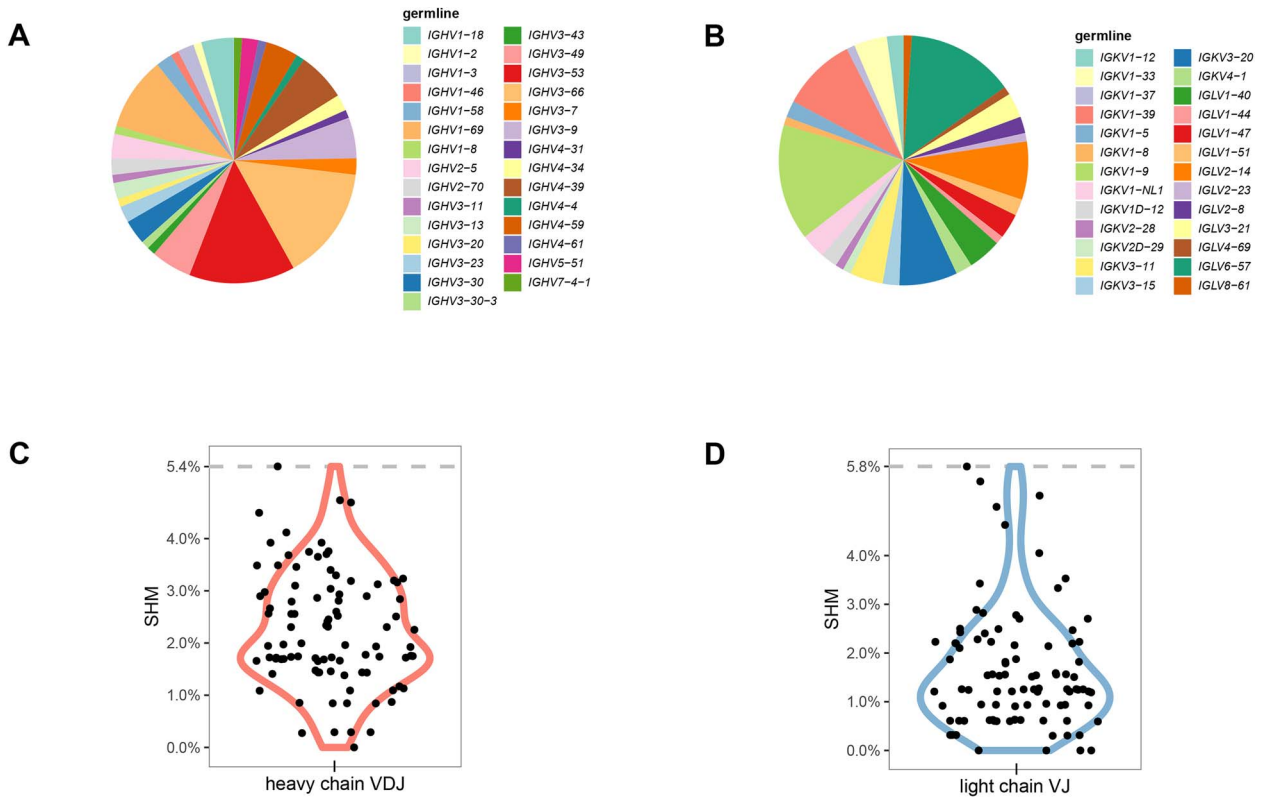 A
germline
IGHV1−18
IGHV1−2
IGHV1−3
IGHV1−46
IGHV1−58
IGHV1−69
IGHV1−8
IGHV2−5
IGHV2−70
IGHV3−11
IGHV3−13
IGHV3−20
IGHV3−23
IGHV3−30
IGHV3−30−3
IGHV3−43
IGHV3−49
IGHV3−53
IGHV3−66
IGHV3−7
IGHV3−9
IGHV4−31
IGHV4−34
IGHV4−39
IGHV4−4
IGHV4−59
IGHV4−61
IGHV5−51
IGHV7−4−1
B
germline
IGKV1−12
IGKV1−33
IGKV1−37
IGKV1−39
IGKV1−5
IGKV1−8
IGKV1−9
IGKV1−NL1
IGKV1D−12
IGKV2−28
IGKV2D−29
IGKV3−11
IGKV3−15
IGKV3−20
IGKV4−1
IGLV1−40
IGLV1−44
IGLV1−47
IGLV1−51
IGLV2−14
IGLV2−23
IGLV2−8
IGLV3−21
IGLV4−69
IGLV6−57
IGLV8−61
C
5.4%
4.0%
3.0%
2.0%
1.0%
0.0%
SHM
heavy chain VDJ
D
5.8%
4.0%
3.0%
2.0%
1.0%
0.0%
SHM
light chain VJ